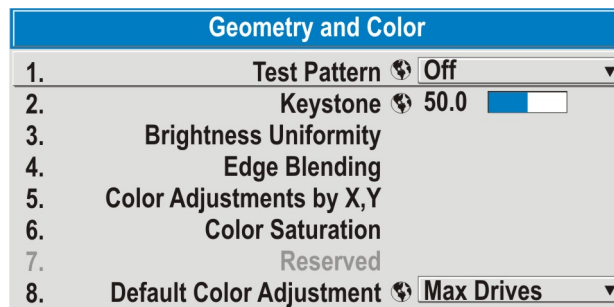 Geometry and Color
1. Test Pattern Off
2. Keystone 50.0
3. Brightness Uniformity
4. Edge Blending
5. Color Adjustments by X,Y
6. Color Saturation
7. Reserved
8. Default Color Adjustment Max Drives